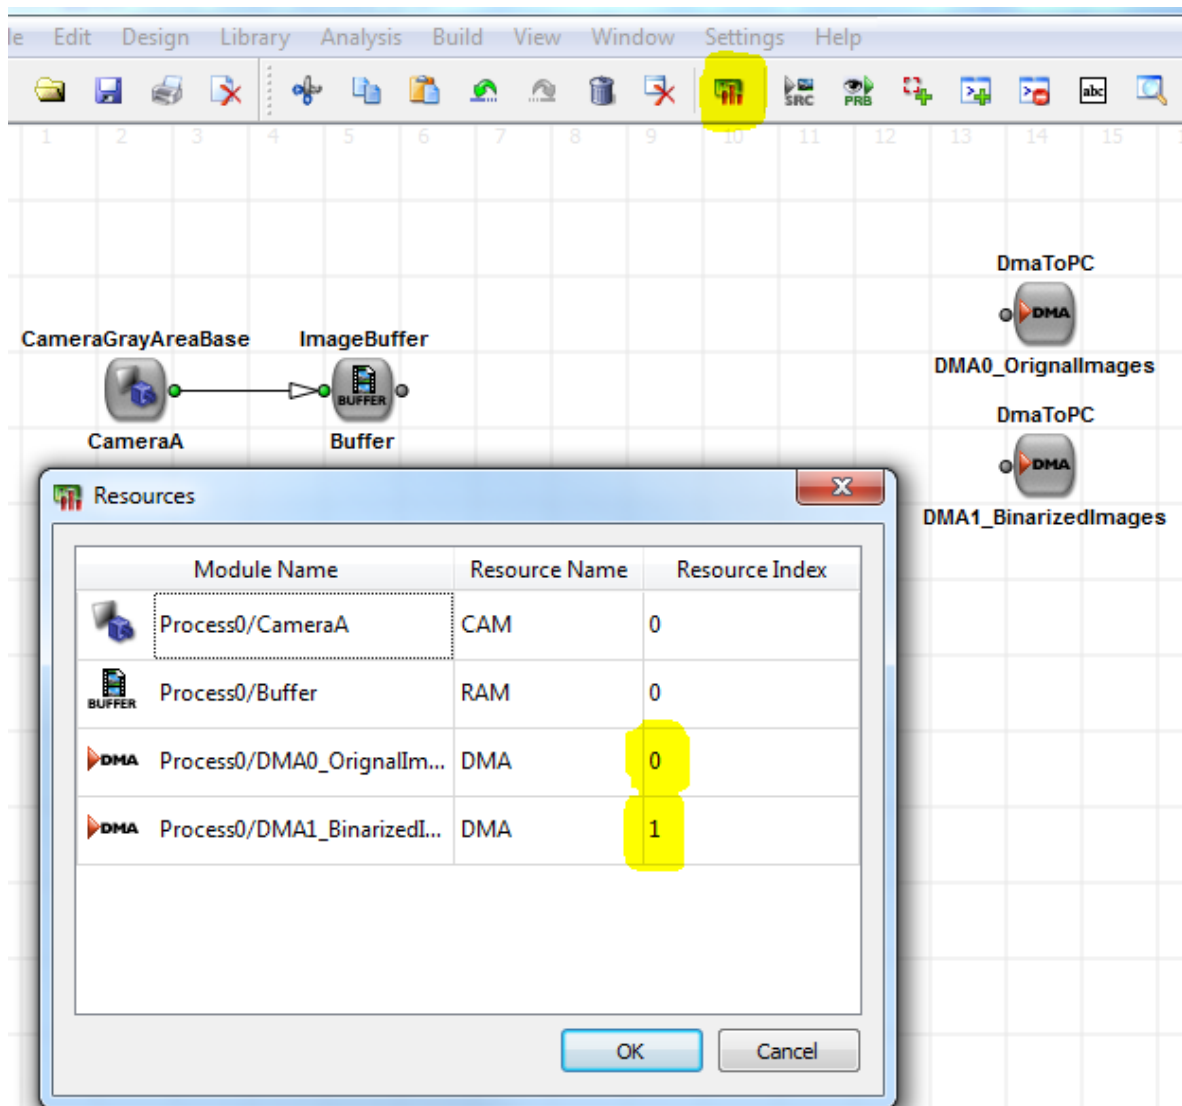 le Edit Design Library Analysis Build View Window Settings Help
SRC PRB abc
1 2 3 4 5 6 7 8 9 10 11 12 13 14 15
DmaToPC
DMA
DMA0_OrignalImages
CameraGrayAreaBase ImageBuffer
BUFFER
CameraA Buffer
DmaToPC
DMA
DMA1_BinarizedImages
Resources
Module Name Resource Name Resource Index
Process0/CameraA CAM 0
BUFFER Process0/Buffer RAM 0
DMA Process0/DMA0_OrignalIm... DMA 0
DMA Process0/DMA1_BinarizedI... DMA 1
OK Cancel